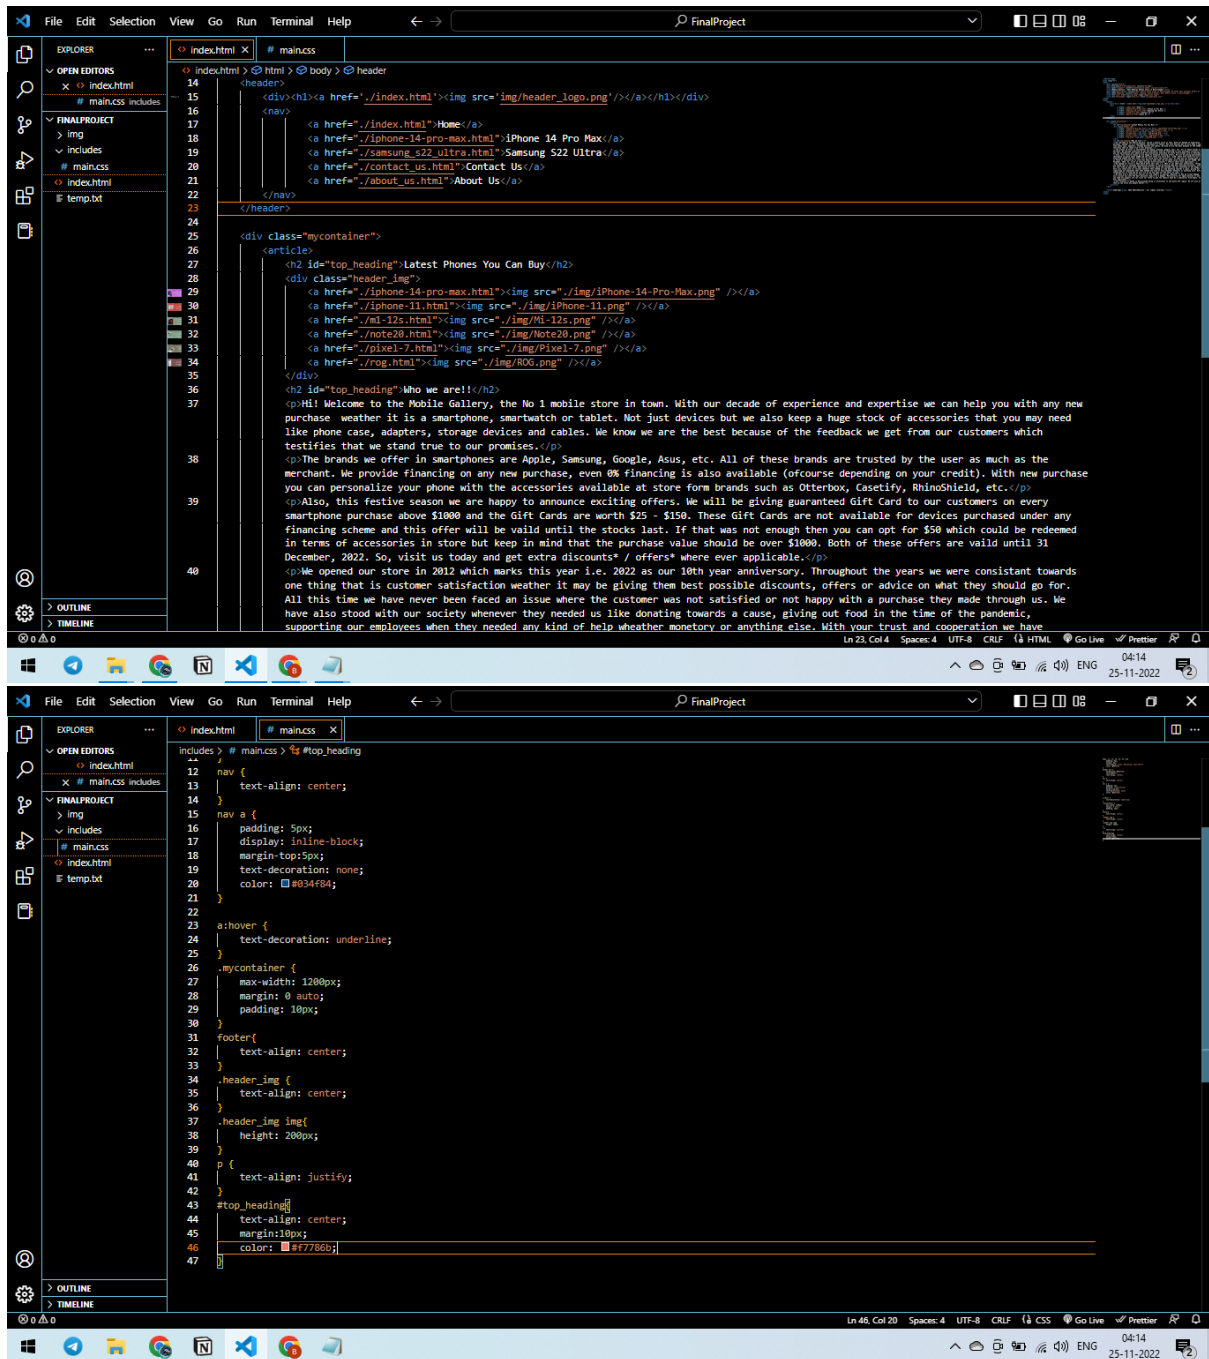 File Edit Selection View Go Run Terminal Help FinalProject
EXPLORER index.html main.css
OPEN EDITORS index.html > html > body > header
index.html
main.css includes
FINALPROJECT
img
includes
main.css
index.html
temp.txt
14 <header>
15 <div><h1><a href='./index.html'><img src='img/header_logo.png'/></a></h1></div>
16 <nav>
17 <a href="./index.html">Home</a>
18 <a href="./iphone-14-pro-max.html">iPhone 14 Pro Max</a>
19 <a href="./samsung_s22_ultra.html">Samsung S22 Ultra</a>
20 <a href="./contact_us.html">Contact Us</a>
21 <a href="./about_us.html">About Us</a>
22 </nav>
23 </header>
24
25 <div class="mycontainer">
26 <article>
27 <h2 id="top_heading">Latest Phones You Can Buy</h2>
28 <div class="header_img">
29 <a href="./iphone-14-pro-max.html"><img src="./img/iPhone-14-Pro-Max.png" /></a>
30 <a href="./iphone-11.html"><img src="./img/iPhone-11.png" /></a>
31 <a href="./ml-12s.html"><img src="./img/Mi-12s.png" /></a>
32 <a href="./note20.html"><img src="./img/Note20.png" /></a>
33 <a href="./pixel-7.html"><img src="./img/Pixel-7.png" /></a>
34 <a href="./rog.html"><img src="./img/ROG.png" /></a>
35 </div>
36 <h2 id="top_heading">Who we are!!</h2>
37 <p>Hi! Welcome to the Mobile Gallery, the No 1 mobile store in town. With our decade of experience and expertise we can help you with any new
purchase weather it is a smartphone, smartwatch or tablet. Not just devices but we also keep a huge stock of accessories that you may need
like phone case, adapters, storage devices and cables. We know we are the best because of the feedback we get from our customers which
testifies that we stand true to our promises.</p>
38 <p>The brands we offer in smartphones are Apple, Samsung, Google, Asus, etc. All of these brands are trusted by the user as much as the
merchant. We provide financing on any new purchase, even 0% financing is also available (ofcourse depending on your credit). With new purchase
you can personalize your phone with the accessories available at store form brands such as Otterbox, Casetify, RhinoShield, etc.</p>
39 <p>Also, this festive season we are happy to announce exciting offers. We will be giving guaranteed Gift Card to our customers on every
smartphone purchase above $1000 and the Gift Cards are worth $25 - $150. These Gift Cards are not available for devices purchased under any
financing scheme and this offer will be vaild until the stocks last. If that was not enough then you can opt for $50 which could be redeemed
in terms of accessories in store but keep in mind that the purchase value should be over $1000. Both of these offers are vaild until 31
December, 2022. So, visit us today and get extra discounts* / offers* where ever applicable.</p>
40 <p>We opened our store in 2012 which marks this year i.e. 2022 as our 10th year anniversory. Throughout the years we were consistant towards
one thing that is customer satisfaction weather it may be giving them best possible discounts, offers or advice on what they should go for.
All this time we have never been faced an issue where the customer was not satisfied or not happy with a purchase they made through us. We
have also stood with our society whenever they needed us like donating towards a cause, giving out food in the time of the pandemic,
supporting our employees when they needed any kind of help wheather monetory or anything else. With your trust and cooperation we have
OUTLINE
TIMELINE
0 0 Ln 23, Col 4 Spaces: 4 UTF-8 CRLF HTML Go Live Prettier
ENG 04:14
25-11-2022 2
File Edit Selection View Go Run Terminal Help FinalProject
EXPLORER index.html main.css
OPEN EDITORS includes > main.css > #top_heading
index.html
main.css includes
FINALPROJECT
img
includes
main.css
index.html
temp.txt
11 }
12 nav {
13 text-align: center;
14 }
15 nav a {
16 padding: 5px;
17 display: inline-block;
18 margin-top:5px;
19 text-decoration: none;
20 color: #034f84;
21 }
22
23 a:hover {
24 text-decoration: underline;
25 }
26 .mycontainer {
27 max-width: 1200px;
28 margin: 0 auto;
29 padding: 10px;
30 }
31 footer{
32 text-align: center;
33 }
34 .header_img {
35 text-align: center;
36 }
37 .header_img img{
38 height: 200px;
39 }
40 p {
41 text-align: justify;
42 }
43 #top_heading{
44 text-align: center;
45 margin:10px;
46 color: #f7786b;
47 }
OUTLINE
TIMELINE
0 0 Ln 46, Col 20 Spaces: 4 UTF-8 CRLF CSS Go Live Prettier
ENG 04:14
25-11-2022 2